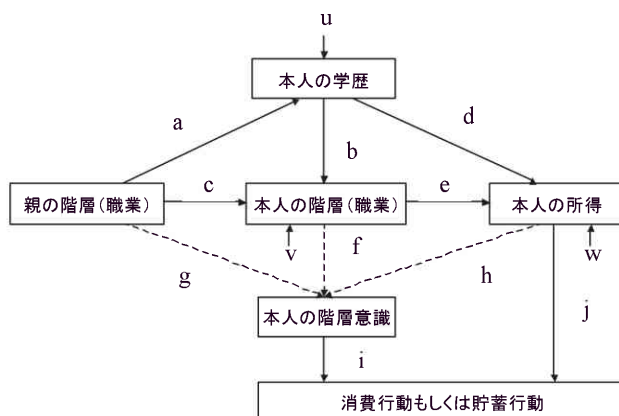 u
本人の学歴
a
d
b
c
e
親の階層(職業)
本人の階層(職業)
本人の所得
v
f
w
g
h
本人の階層意識
j
i
消費行動もしくは貯蓄行動